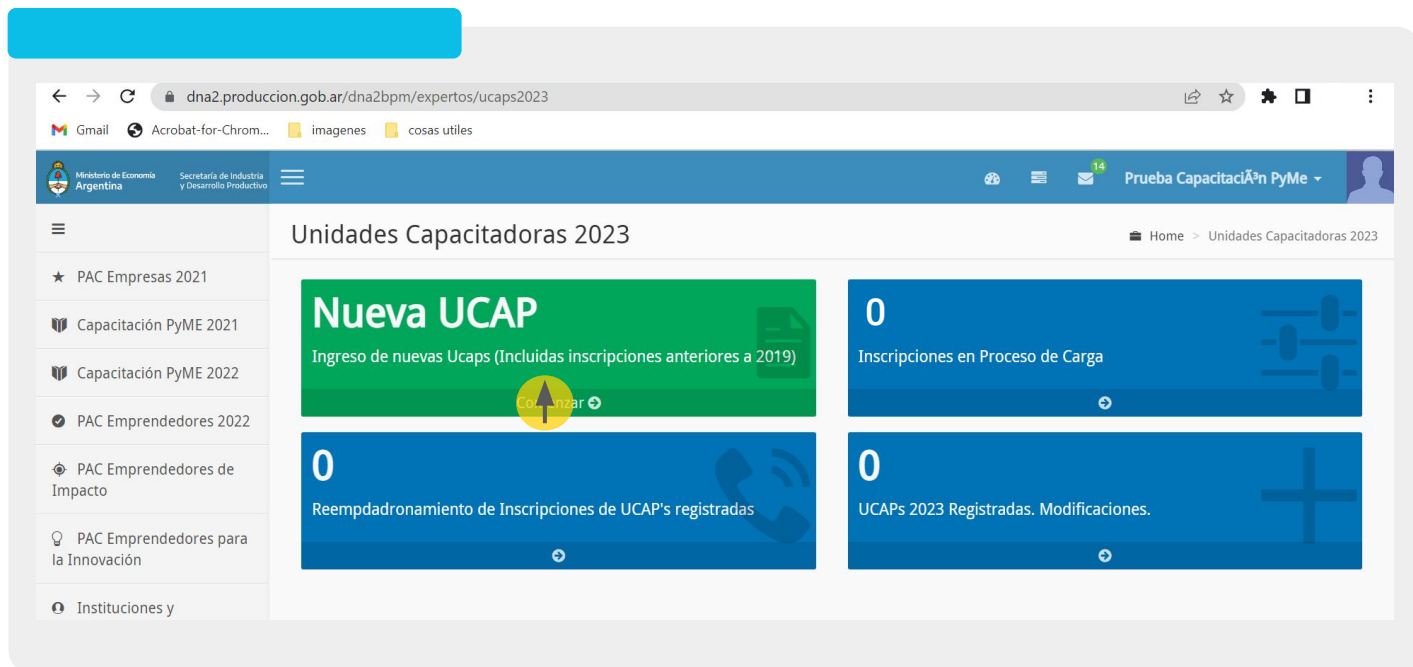 dna2.produccion.gob.ar/dna2bpm/expertos/ucaps2023
Gmail Acrobat-for-Chrom... imagenes cosas utiles
Ministerio de Economía
Argentina
Secretaría de Industria
y Desarrollo Productivo
14
Prueba CapacitaciÃ³n PyMe
Unidades Capacitadoras 2023
Home > Unidades Capacitadoras 2023
PAC Empresas 2021
Capacitación PyME 2021
Capacitación PyME 2022
PAC Emprendedores 2022
PAC Emprendedores de
Impacto
PAC Emprendedores para
la Innovación
Instituciones y
Nueva UCAP
Ingreso de nuevas Ucaps (Incluidas inscripciones anteriores a 2019)
Comenzar
0
Inscripciones en Proceso de Carga
0
Reempdadronamiento de Inscripciones de UCAP's registradas
0
UCAPs 2023 Registradas. Modificaciones.